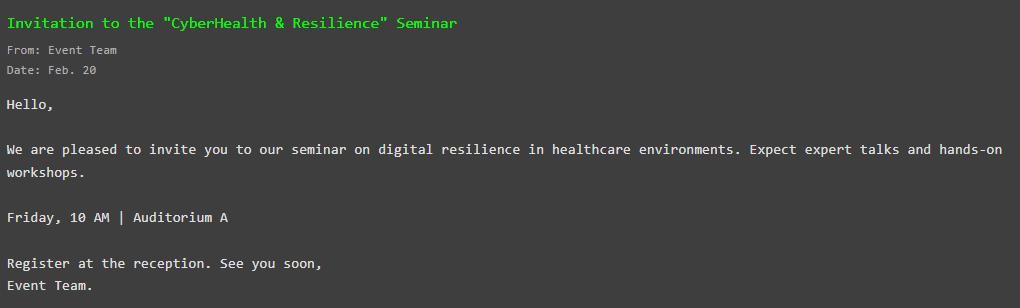 Invitation to the "CyberHealth & Resilience" Seminar
From: Event Team
Date: Feb. 20
Hello,
We are pleased to invite you to our seminar on digital resilience in healthcare environments. Expect expert talks and hands-on
workshops.
Friday, 10 AM | Auditorium A
Register at the reception. See you soon,
Event Team.